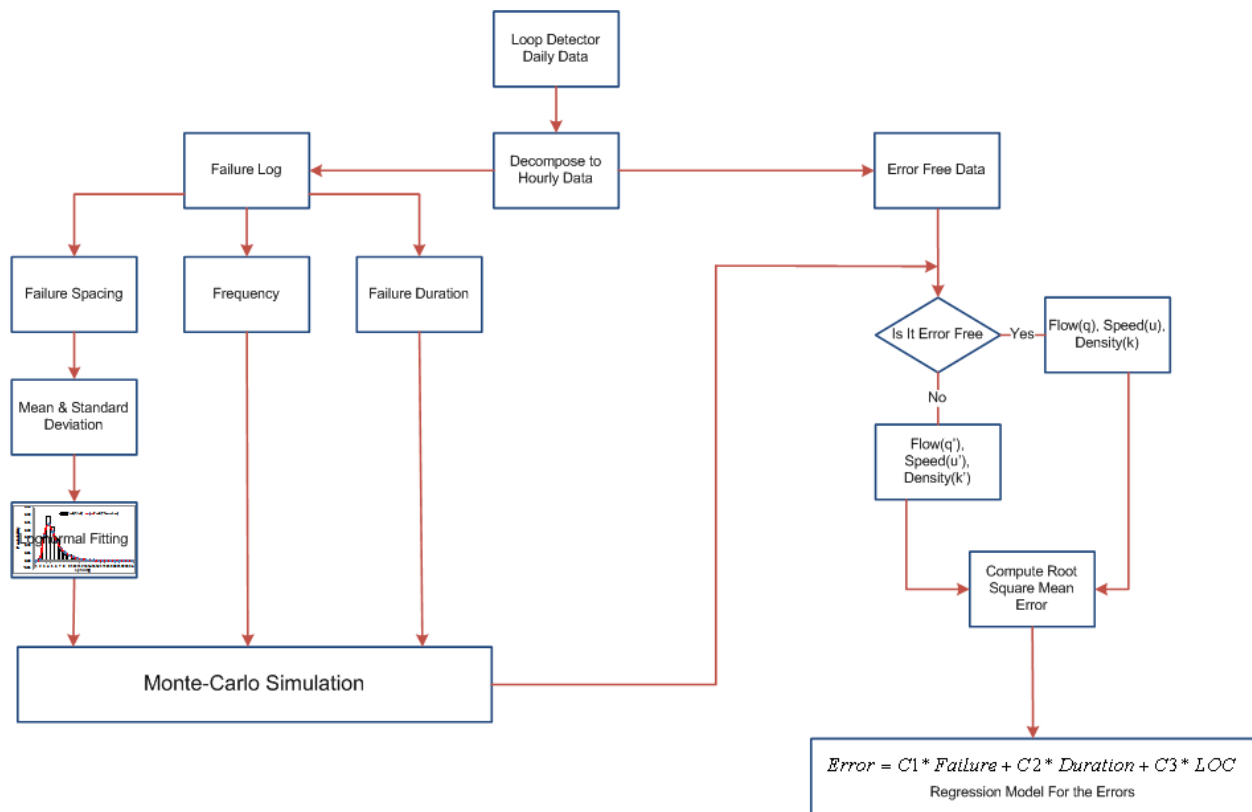 Loop Detector
Daily Data
Failure Log
Decompose to
Hourly Data
Error Free Data
Failure Spacing
Frequency
Failure Duration
Is It Error Free
Yes
Flow(q), Speed(u),
Density(k)
Mean & Standard
Deviation
No
Flow(q'),
Speed(u'),
Density(k')
Lognormal Fitting
Compute Root
Square Mean
Error
Monte-Carlo Simulation
Error = C1* Failure + C2* Duration + C3* LOC
Regression Model For the Errors